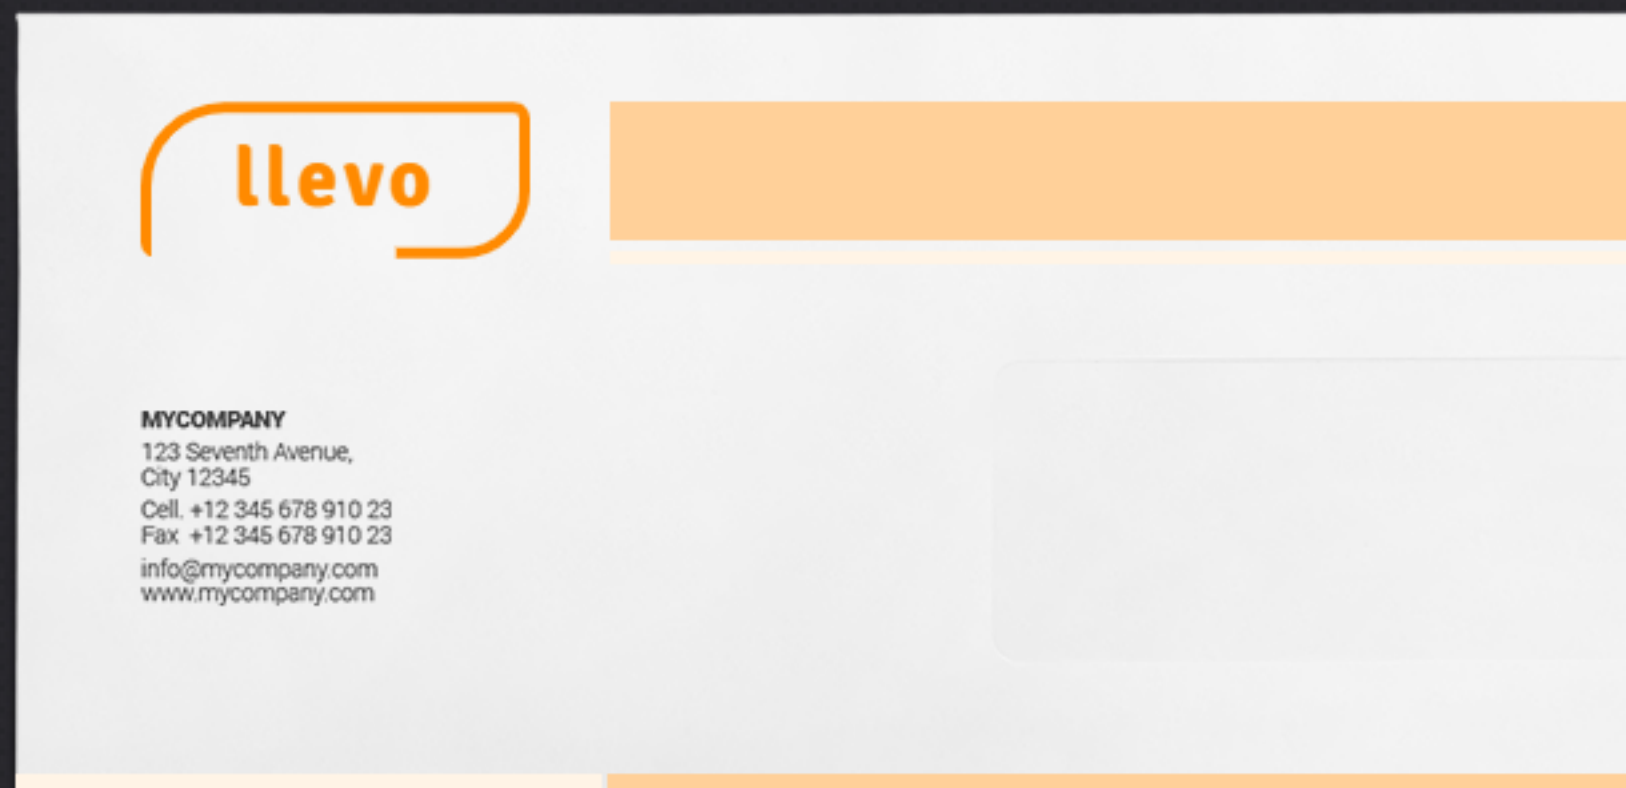 llevo
MYCOMPANY
123 Seventh Avenue,
City 12345
Cell. +12 345 678 910 23
Fax +12 345 678 910 23
info@mycompany.com
www.mycompany.com